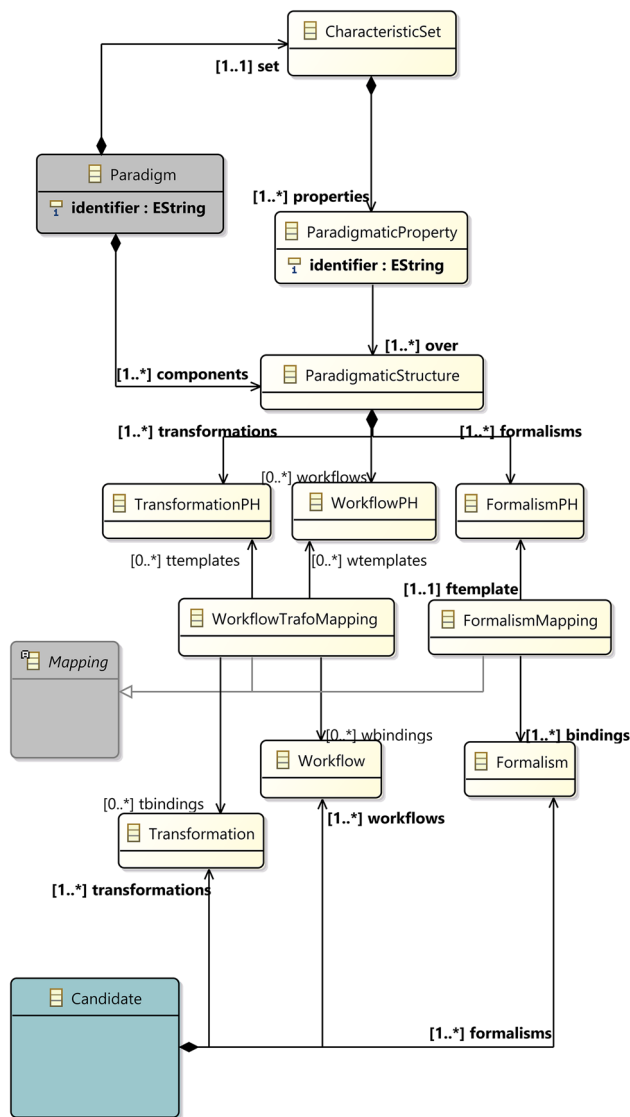 CharacteristicSet
[1..1] set
Paradigm
identifier : EString
[1..*] properties
ParadigmaticProperty
identifier : EString
[1..*] over
[1..*] components
ParadigmaticStructure
[1..*] transformations
[1..*] formalisms
[0..*] workflows
TransformationPH
WorkflowPH
FormalismPH
[0..*] ttemplates
[0..*] wtemplates
[1..1] ftemplate
WorkflowTrafoMapping
FormalismMapping
Mapping
[0..*] wbindings
[1..*] bindings
Workflow
Formalism
[0..*] tbindings
[1..*] workflows
Transformation
[1..*] transformations
Candidate
[1..*] formalisms